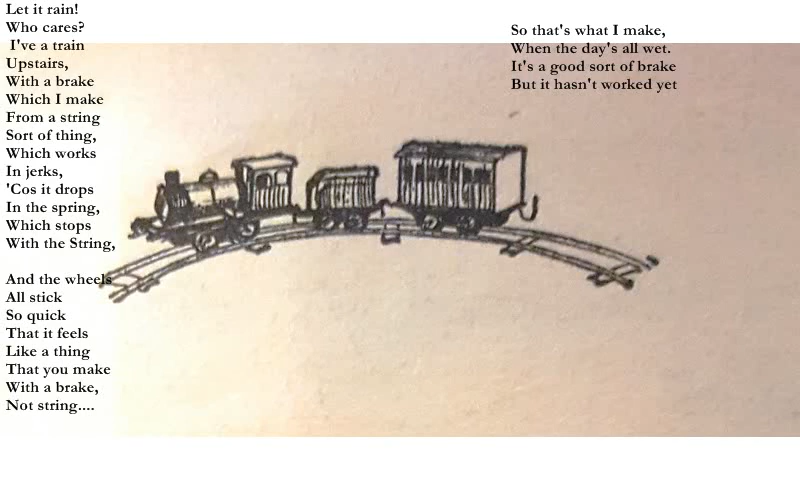 Let it rain!
Who cares?
I've a train
Upstairs,
With a brake
Which I make
From a string
Sort of thing,
Which works
In jerks,
'Cos it drops
In the spring,
Which stops
With the String,

And the wheels
All stick
So quick
That it feels
Like a thing
That you make
With a brake,
Not string....

So that's what I make,
When the day's all wet.
It's a good sort of brake
But it hasn't worked yet